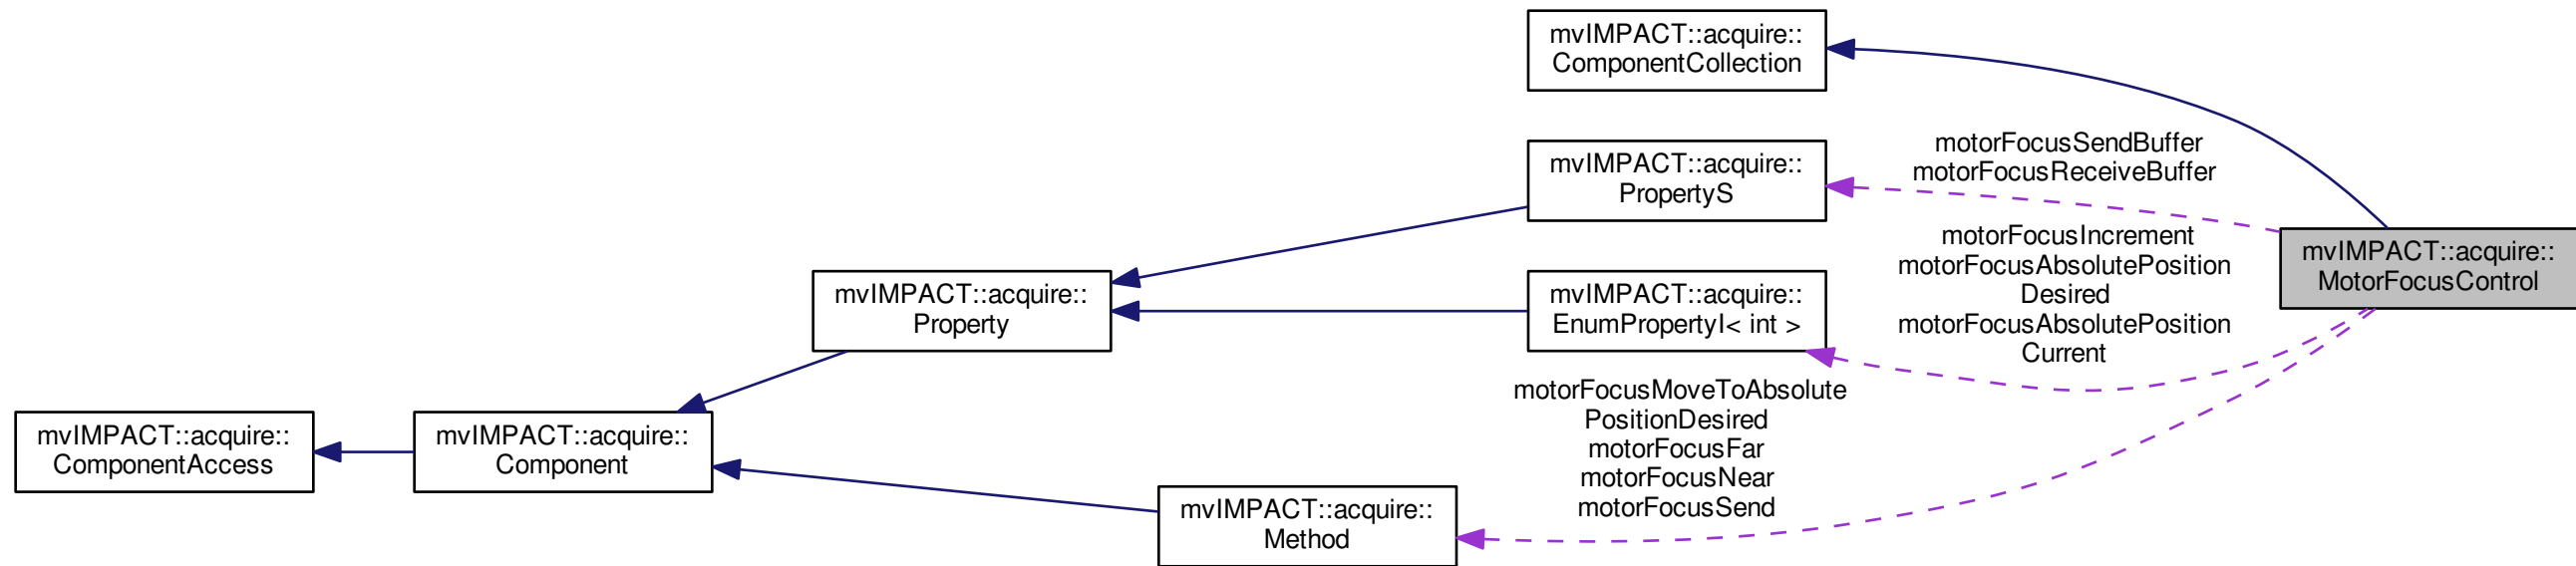 mvIMPACT::acquire::
ComponentCollection
mvIMPACT::acquire::
PropertyS
motorFocusSendBuffer
motorFocusReceiveBuffer
mvIMPACT::acquire::
MotorFocusControl
motorFocusIncrement
motorFocusAbsolutePosition
Desired
motorFocusAbsolutePosition
Current
mvIMPACT::acquire::
Property
mvIMPACT::acquire::
EnumPropertyI< int >
motorFocusMoveToAbsolute
PositionDesired
motorFocusFar
motorFocusNear
motorFocusSend
mvIMPACT::acquire::
ComponentAccess
mvIMPACT::acquire::
Component
mvIMPACT::acquire::
Method